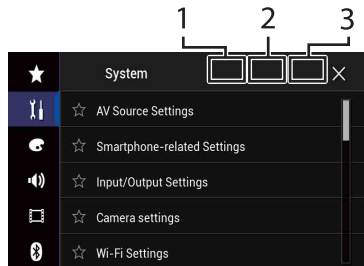 1 2 3
System
AV Source Settings
Smartphone-related Settings
Input/Output Settings
Camera settings
Wi-Fi Settings